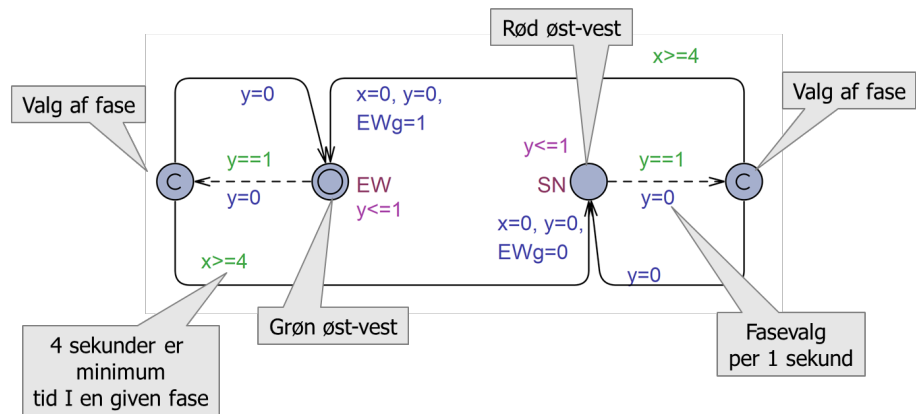 Rød øst-vest
x>=4
Valg af fase
y=0
x=0, y=0,
EWg=1
Valg af fase
y<=1
y==1
y==1
C
EW
SN
C
y=0
y<=1
y=0
x=0, y=0,
EWg=0
x>=4
y=0
Grøn øst-vest
4 sekunder er
minimum
tid I en given fase
Fasevalg
per 1 sekund